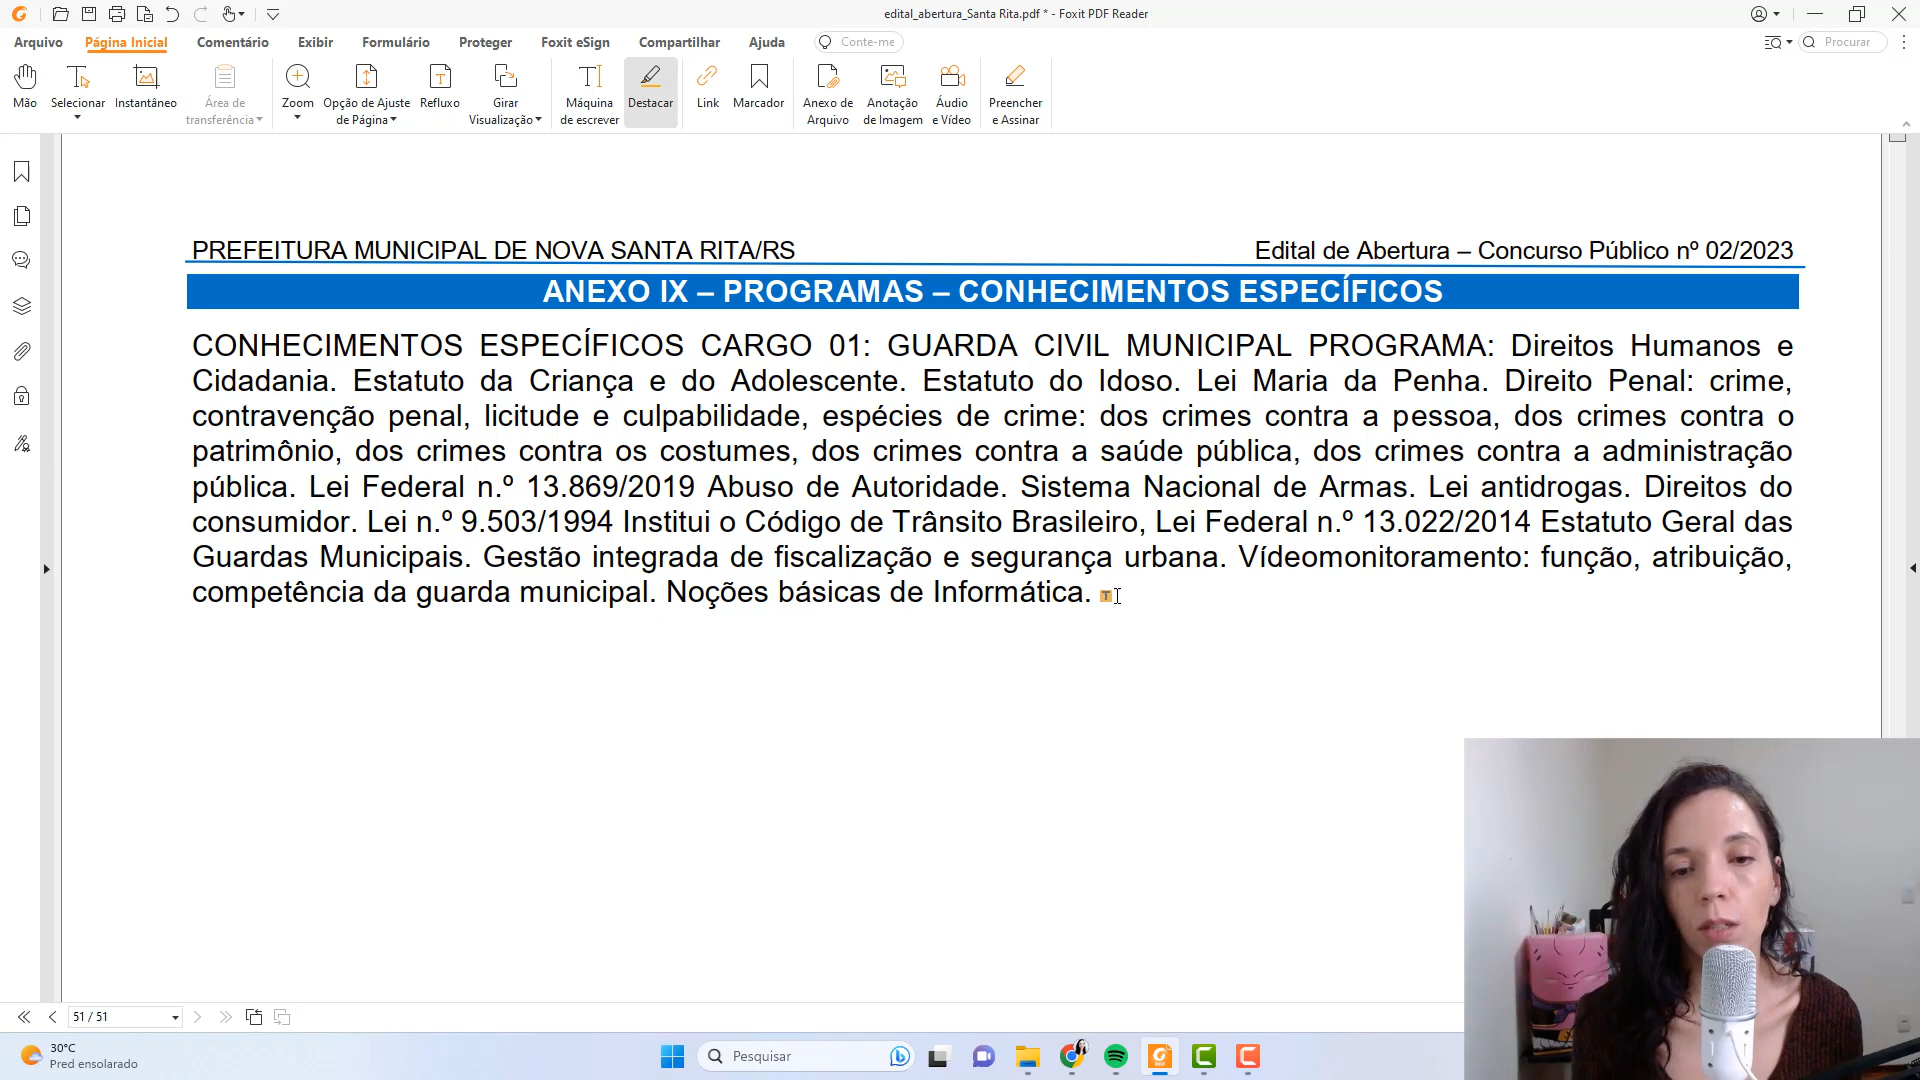 edital_abertura_Santa Rita.pdf * - Foxit PDF Reader
Arquivo Página Inicial Comentário Exibir Formulário Proteger Foxit eSign Compartilhar Ajuda Conte-me Procurar
Mão Selecionar Instantâneo Área de transferência Zoom Opção de Ajuste de Página Refluxo Girar Visualização Máquina de escrever Destacar Link Marcador Anexo de Arquivo Anotação de Imagem Áudio e Vídeo Preencher e Assinar
PREFEITURA MUNICIPAL DE NOVA SANTA RITA/RS Edital de Abertura – Concurso Público nº 02/2023
ANEXO IX – PROGRAMAS – CONHECIMENTOS ESPECÍFICOS
CONHECIMENTOS ESPECÍFICOS CARGO 01: GUARDA CIVIL MUNICIPAL PROGRAMA: Direitos Humanos e
Cidadania. Estatuto da Criança e do Adolescente. Estatuto do Idoso. Lei Maria da Penha. Direito Penal: crime,
contravenção penal, licitude e culpabilidade, espécies de crime: dos crimes contra a pessoa, dos crimes contra o
patrimônio, dos crimes contra os costumes, dos crimes contra a saúde pública, dos crimes contra a administração
pública. Lei Federal n.º 13.869/2019 Abuso de Autoridade. Sistema Nacional de Armas. Lei antidrogas. Direitos do
consumidor. Lei n.º 9.503/1994 Institui o Código de Trânsito Brasileiro, Lei Federal n.º 13.022/2014 Estatuto Geral das
Guardas Municipais. Gestão integrada de fiscalização e segurança urbana. Vídeomonitoramento: função, atribuição,
competência da guarda municipal. Noções básicas de Informática.
51 / 51
30°C
Pred ensolarado
Pesquisar